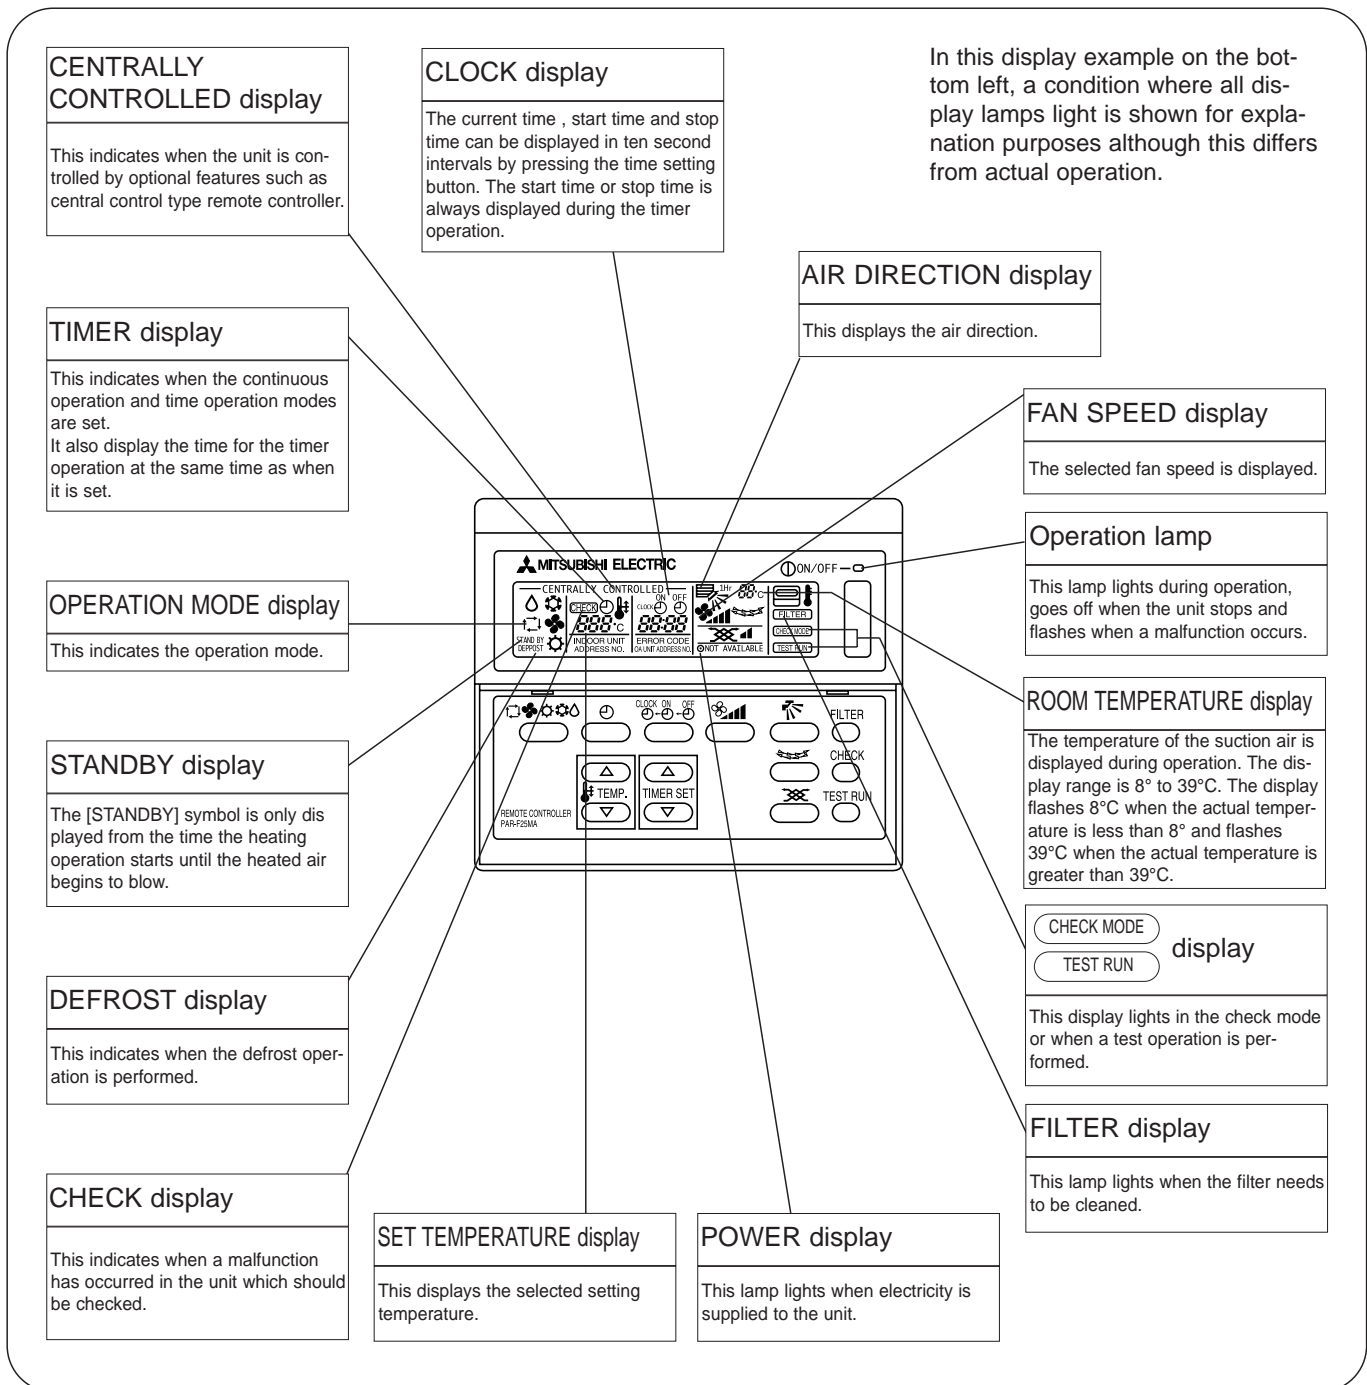 CENTRALLY
CONTROLLED display
This indicates when the unit is con-
trolled by optional features such as
central control type remote controller.
CLOCK display
The current time , start time and stop
time can be displayed in ten second
intervals by pressing the time setting
button. The start time or stop time is
always displayed during the timer
operation.
In this display example on the bot-
tom left, a condition where all dis-
play lamps light is shown for expla-
nation purposes although this differs
from actual operation.
AIR DIRECTION display
This displays the air direction.
TIMER display
This indicates when the continuous
operation and time operation modes
are set.
It also display the time for the timer
operation at the same time as when
it is set.
FAN SPEED display
The selected fan speed is displayed.
Operation lamp
This lamp lights during operation,
goes off when the unit stops and
flashes when a malfunction occurs.
OPERATION MODE display
This indicates the operation mode.
MITSUBISHI ELECTRIC
ON/OFF
CENTRALLY CONTROLLED
ON OFF
1Hr 88°C
CHECK
CLOCK
FILTER
888°C
88:88
CHECK MODE
STAND BY
DEFPOST
INDOOR UNIT
ADDRESS NO.
ERROR CODE
OA UNIT ADDRESS NO.
NOT AVAILABLE
TEST RUN
CLOCK ON OFF
FILTER
CHECK
TEMP.
TIMER SET
TEST RUN
REMOTE CONTROLLER
PAR-F25MA
ROOM TEMPERATURE display
The temperature of the suction air is
displayed during operation. The dis-
play range is 8° to 39°C. The display
flashes 8°C when the actual temper-
ature is less than 8° and flashes
39°C when the actual temperature is
greater than 39°C.
STANDBY display
The [STANDBY] symbol is only dis
played from the time the heating
operation starts until the heated air
begins to blow.
CHECK MODE
TEST RUN
display
This display lights in the check mode
or when a test operation is per-
formed.
DEFROST display
This indicates when the defrost oper-
ation is performed.
FILTER display
This lamp lights when the filter needs
to be cleaned.
CHECK display
This indicates when a malfunction
has occurred in the unit which should
be checked.
SET TEMPERATURE display
This displays the selected setting
temperature.
POWER display
This lamp lights when electricity is
supplied to the unit.